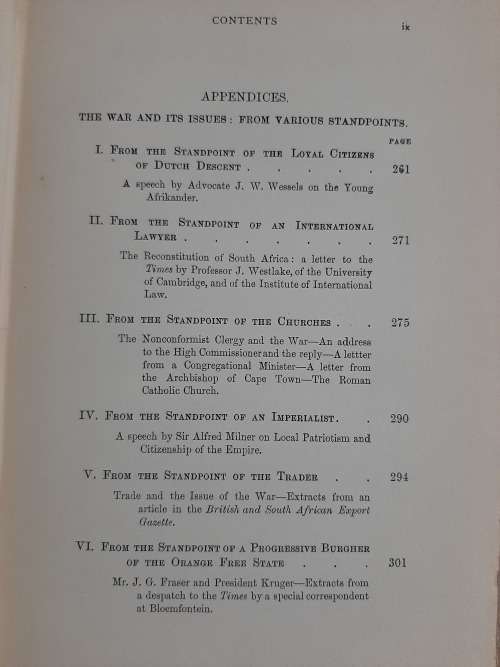 CONTENTS
ix
APPENDICES.
THE WAR AND ITS ISSUES: FROM VARIOUS STANDPOINTS.
PAGE
I. FROM THE STANDPOINT OF THE LOYAL CITIZENS
OF DUTCH DESCENT . . . . . 261
A speech by Advocate J. W. Wessels on the Young
Afrikander.
II. FROM THE STANDPOINT OF AN INTERNATIONAL
LAWYER . . . . . . . 271
The Reconstitution of South Africa: a letter to the
Times by Professor J. Westlake, of the University
of Cambridge, and of the Institute of International
Law.
III. FROM THE STANDPOINT OF THE CHURCHES . . . 275
The Nonconformist Clergy and the War—An address
to the High Commissioner and the reply—A lettter
from a Congregational Minister—A letter from
the Archbishop of Cape Town—The Roman
Catholic Church.
IV. FROM THE STANDPOINT OF AN IMPERIALIST. . 290
A speech by Sir Alfred Milner on Local Patriotism and
Citizenship of the Empire.
V. FROM THE STANDPOINT OF THE TRADER . . 294
Trade and the Issue of the War—Extracts from an
article in the British and South African Export
Gazette.
VI. FROM THE STANDPOINT OF A PROGRESSIVE BURGHER
OF THE ORANGE FREE STATE . . . 301
Mr. J. G. Fraser and President Kruger—Extracts from
a despatch to the Times by a special correspondent
at Bloemfontein.